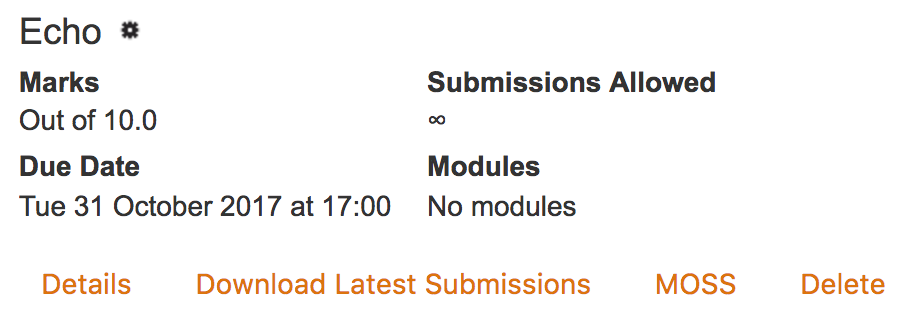 Echo
Marks
Submissions Allowed
Out of 10.0
∞
Due Date
Modules
Tue 31 October 2017 at 17:00
No modules
Details
Download Latest Submissions
MOSS
Delete